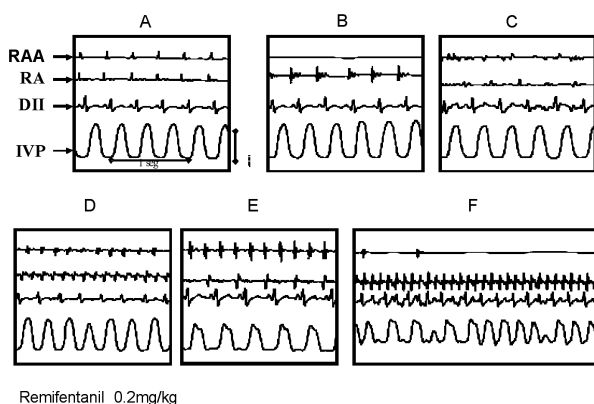 A
B
C
RAA
RA
DII
IVP
1 seg
D
E
F
Remifentanil 0.2mg/kg